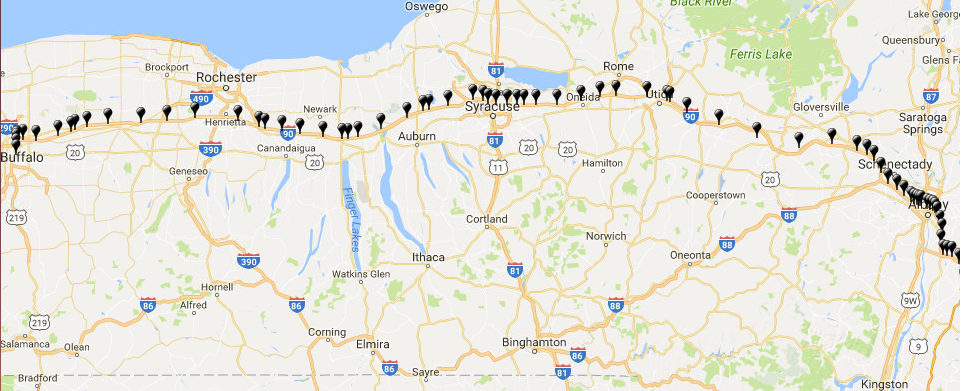 Oswego
Black River
Lake George
Brockport
Rochester
Rome
Ferris Lake
Queensbury
Glens Fa
81
490
Newark
Syracuse
Oneida
Utica
Gloversville
87
Saratoga
Springs
290
Henrietta
90
90
Buffalo
20
390
Canandaigua
20
Auburn
81
20
20
Schenectady
Geneseo
11
Hamilton
20
Cooperstown
Albany
219
Finger Lakes
Cortland
Norwich
88
88
390
Ithaca
81
Oneonta
Watkins Glen
Hornell
86
Alfred
86
88
9W
219
Corning
Salamanca
Olean
Elmira
Binghamton
86
9
86
Sayre
81
Bradford
Kingston